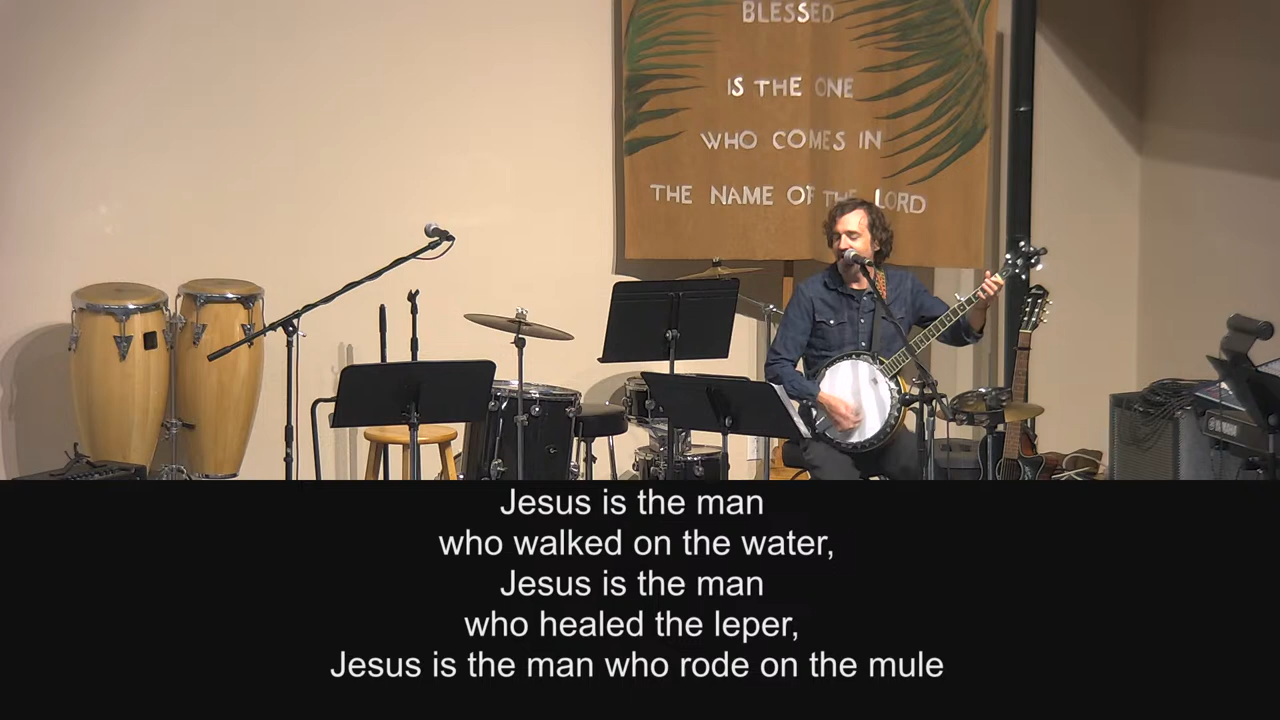 BLESSED
IS THE ONE
WHO COMES IN
THE NAME OF THE LORD
Jesus is the man
who walked on the water,
Jesus is the man
who healed the leper,
Jesus is the man who rode on the mule